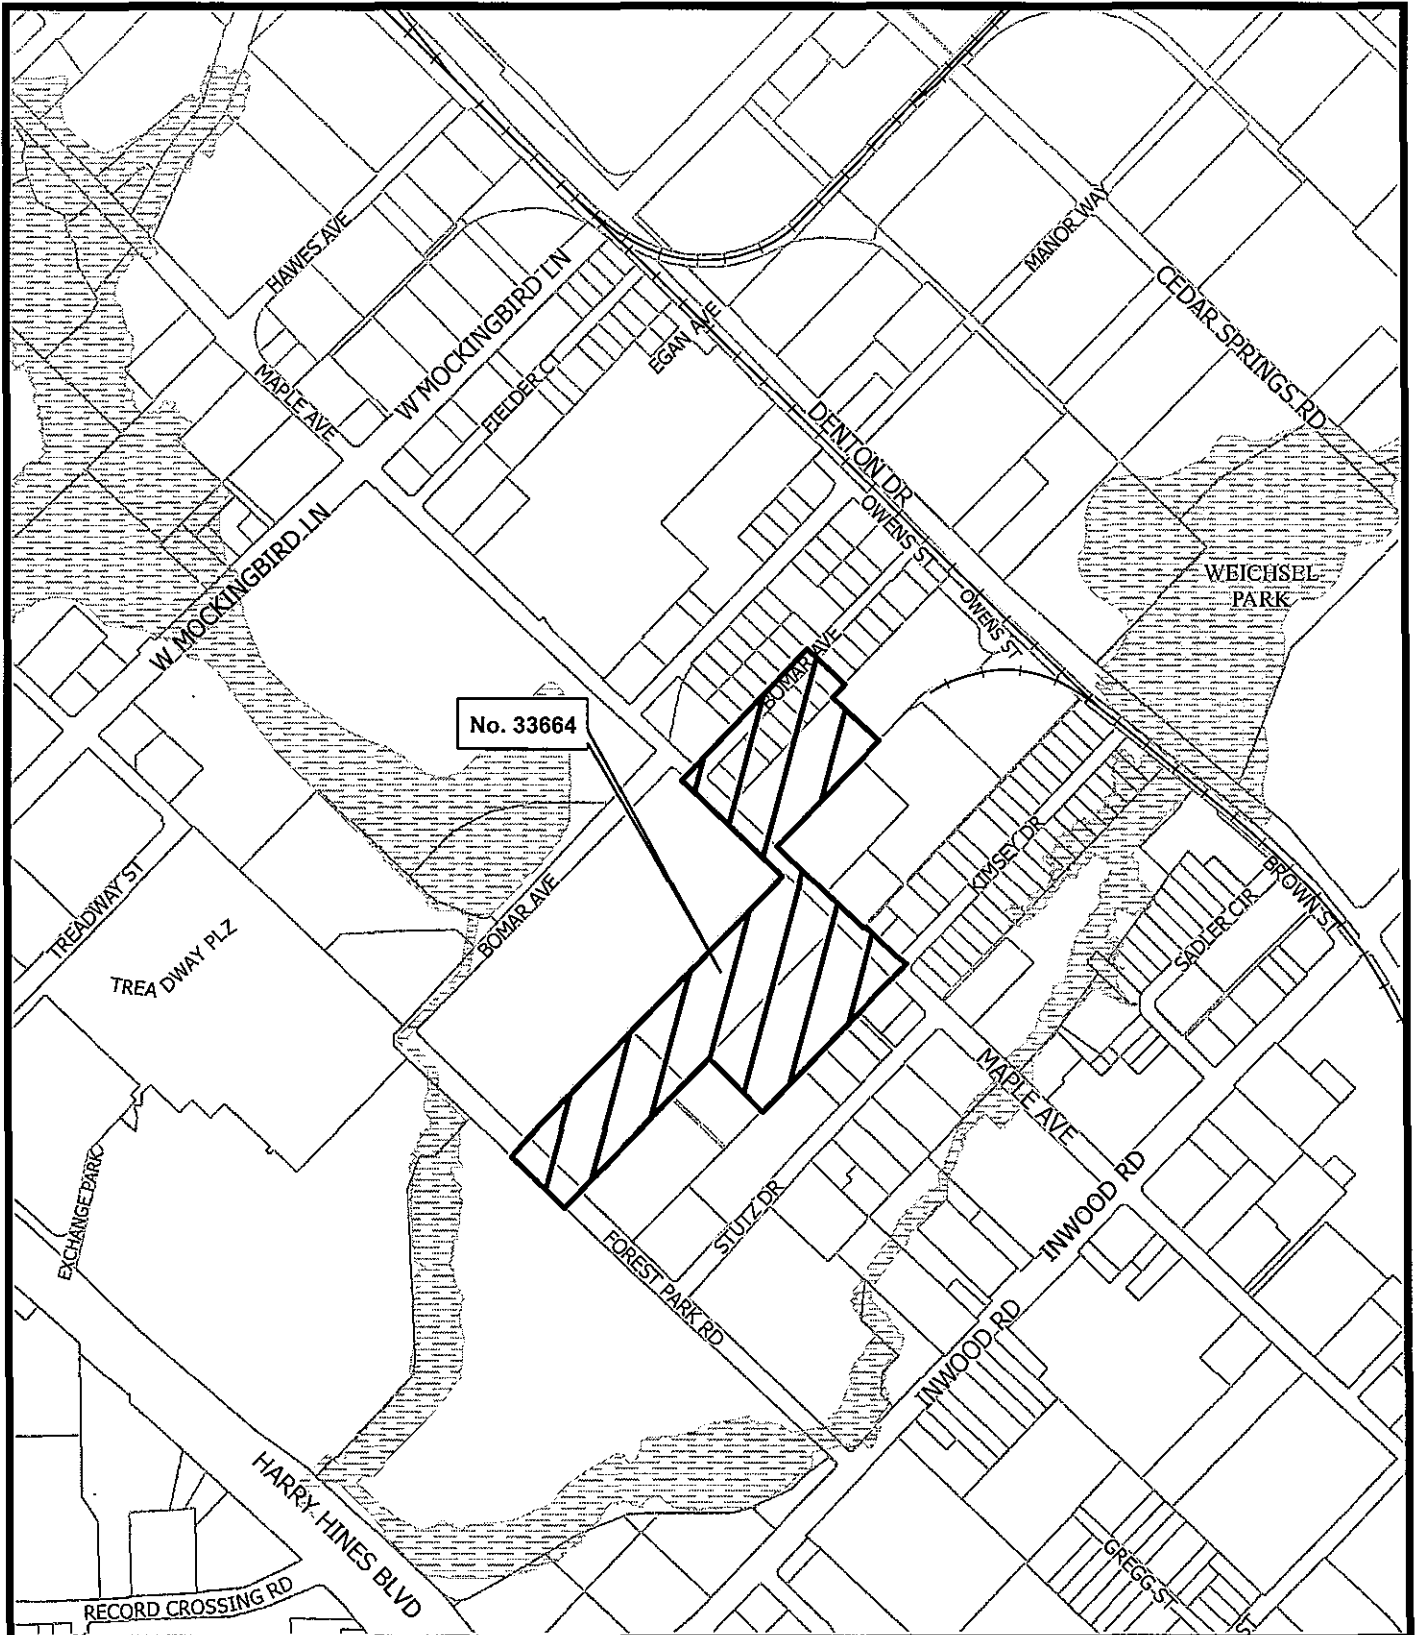 HAWES AVE
MANOR WAY
W MOCKINGBIRD LN
CEDAR SPRINGS RD
EGAN AVE
FIELDER CT
MAPLE AVE
DENTON DR
OWENS ST
W MOCKINGBIRD LN
WEICHSEL
PARK
OWENS ST
BOMAR AVE
No. 33664
KIMSEY DR
BROWN ST
SADLER CIR
TREADWAY ST
BOMAR AVE
TREA DWAY PLZ
MAPLE AVE
EXCHANGE PARK
STUTZ DR
INWOOD RD
FOREST PARK RD
INWOOD RD
HARRY HINES BLVD
GREGG ST
RECORD CROSSING RD